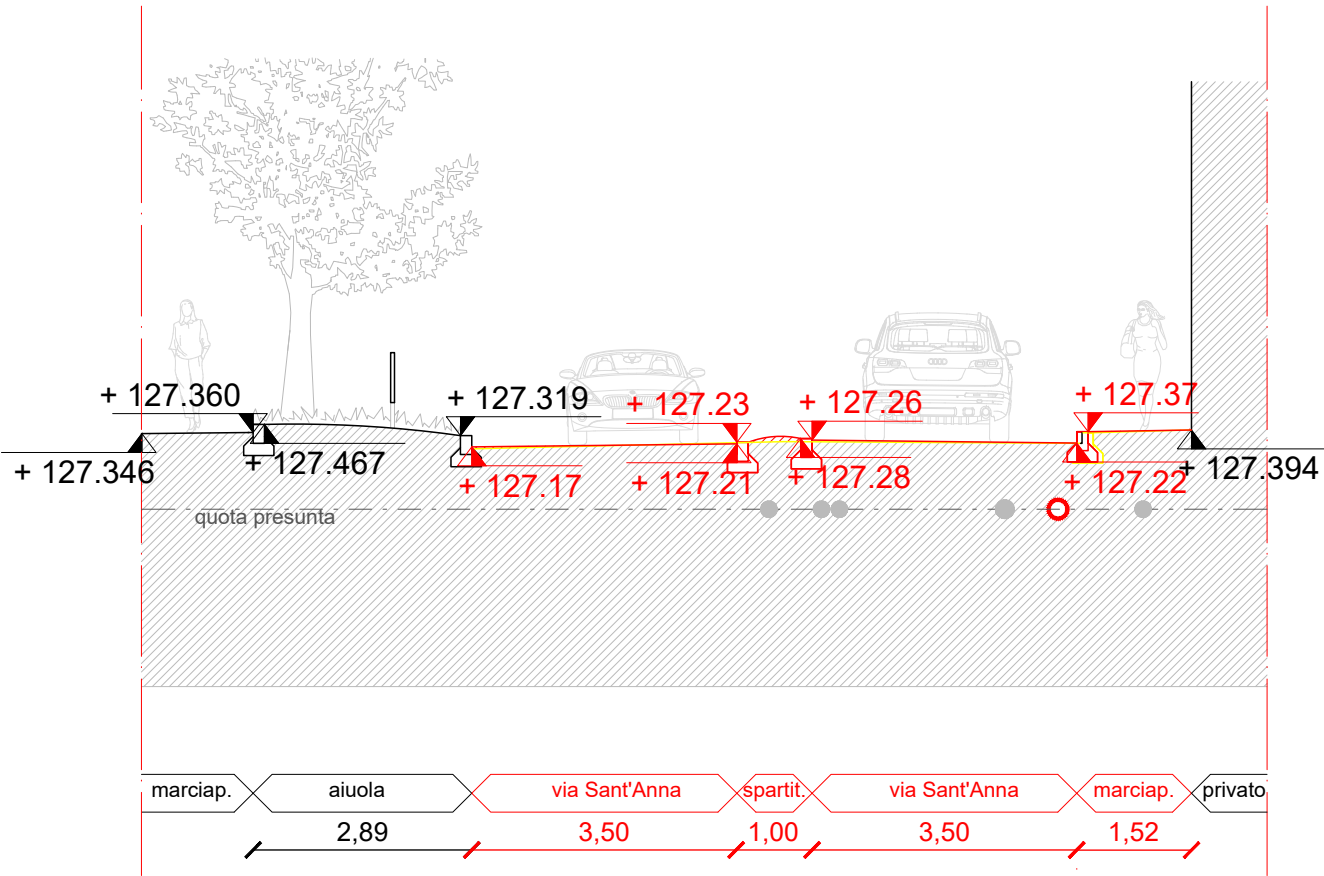 + 127.360
+ 127.319
+ 127.23
+ 127.26
+ 127.37
+ 127.346
+ 127.467
+ 127.17
+ 127.21
+ 127.28
+ 127.22
+ 127.394
quota presunta
marciap.
aiuola
via Sant'Anna
spartit.
via Sant'Anna
marciap.
privato
2,89
3,50
1,00
3,50
1,52